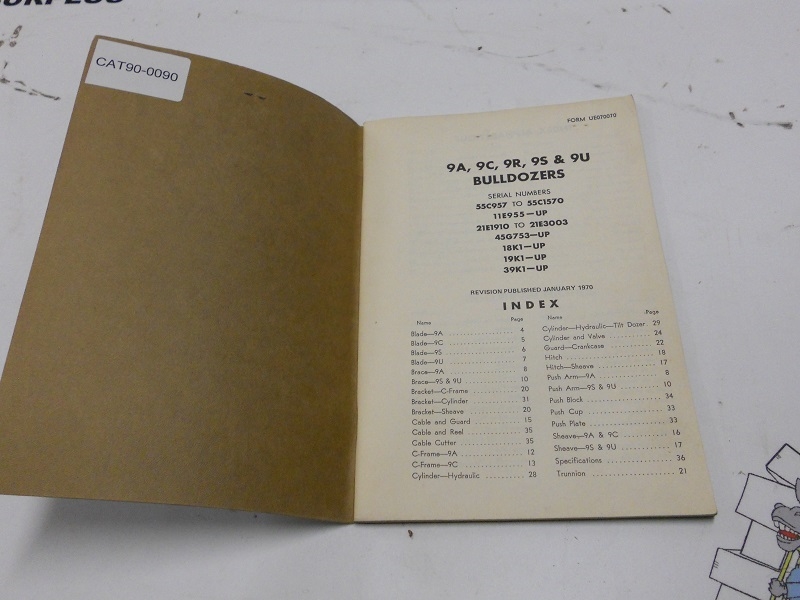 CAT90-0090
FORM UE070070
9A, 9C, 9R, 9S & 9U
BULLDOZERS
SERIAL NUMBERS
55C957 TO 55C1570
11E955—UP
21E1910 TO 21E3003
45G753—UP
18K1—UP
19K1—UP
39K1—UP
REVISION PUBLISHED JANUARY 1970
INDEX
Name Page
Blade—9A 4
Blade—9C 5
Blade—9S 6
Blade—9U 7
Brace—9A 8
Brace—9S & 9U 10
Bracket—C-Frame 20
Bracket—Cylinder 31
Bracket—Sheave 20
Cable and Guard 15
Cable and Reel 35
Cable Cutter 35
C-Frame—9A 12
C-Frame—9C 13
Cylinder—Hydraulic 28
Name Page
Cylinder—Hydraulic—Tilt Dozer 29
Cylinder and Valve 24
Guard—Crankcase 22
Hitch 18
Hitch—Sheave 17
Push Arm—9A 8
Push Arm—9S & 9U 10
Push Block 34
Push Cup 33
Push Plate 33
Sheave—9A & 9C 16
Sheave—9S & 9U 17
Specifications 36
Trunnion 21